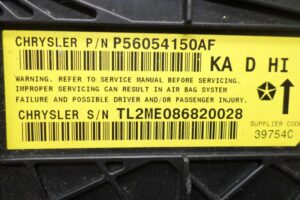 CHRYSLER P/N P56054150AF
KA D HI
WARNING. REFER TO SERVICE MANUAL BEFORE SERVICING.
IMPROPER SERVICING CAN RESULT IN AIR BAG SYSTEM
FAILURE AND POSSIBLE DRIVER AND/OR PASSENGER INJURY.
CHRYSLER S/N TL2ME086820028
SUPPLIER CODE
39754C